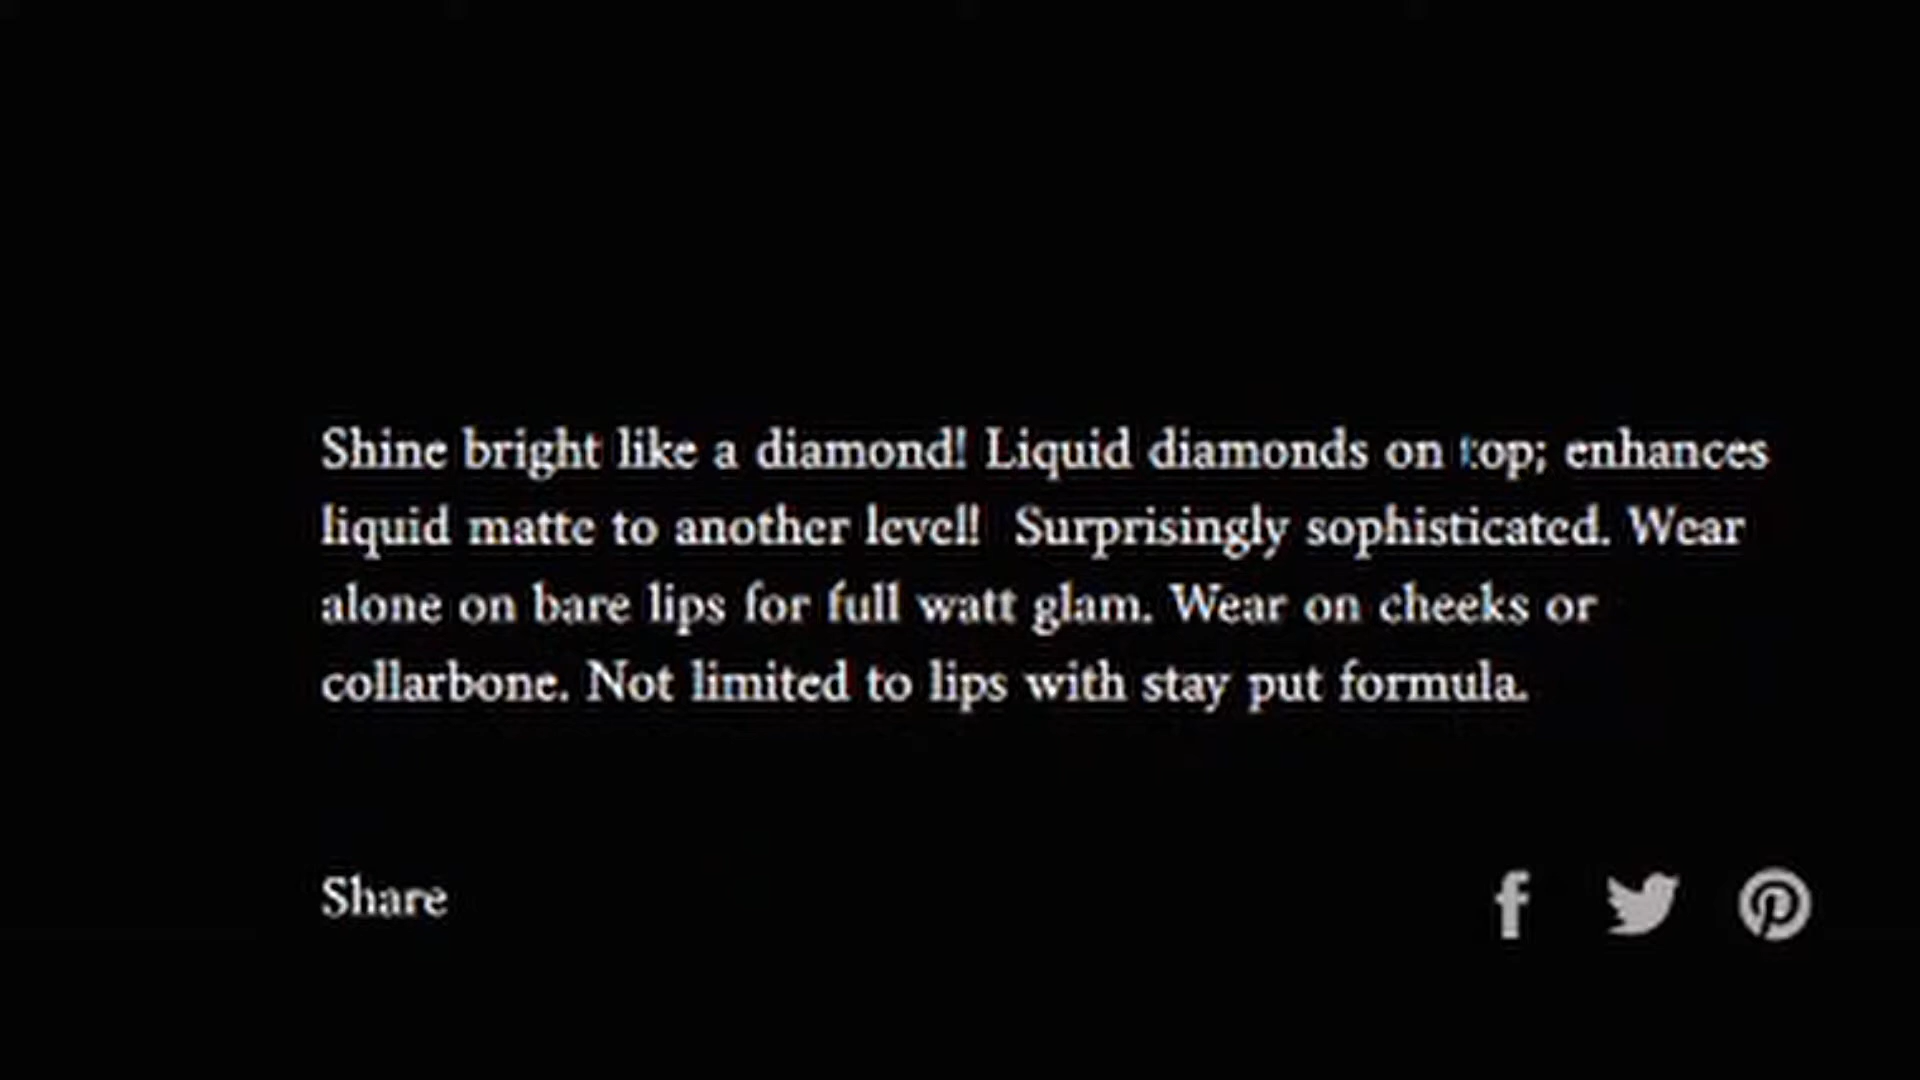 Shine bright like a diamond! Liquid diamonds on top; enhances
liquid matte to another level!  Surprisingly sophisticated. Wear
alone on bare lips for full watt glam. Wear on cheeks or
collarbone. Not limited to lips with stay put formula.
Share